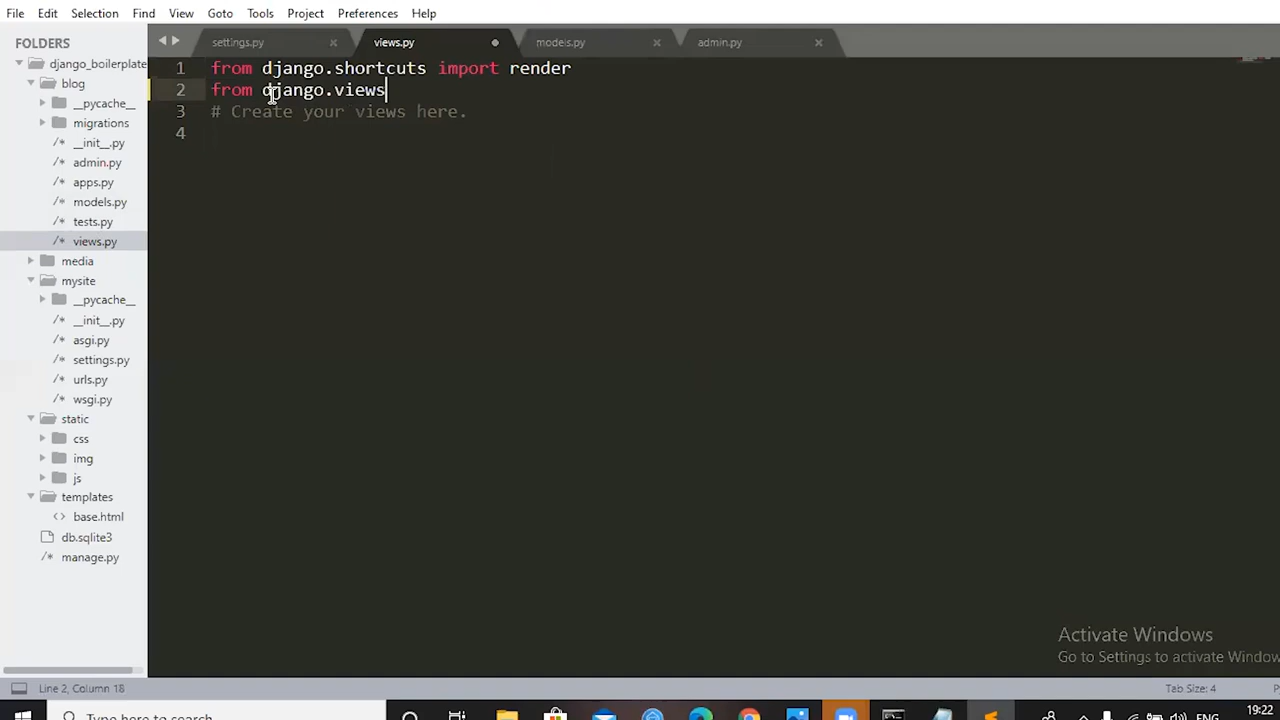 File Edit Selection Find View Goto Tools Project Preferences Help
FOLDERS
django_boilerplate
blog
__pycache__
migrations
__init__.py
admin.py
apps.py
models.py
tests.py
views.py
media
mysite
__pycache__
__init__.py
asgi.py
settings.py
urls.py
wsgi.py
static
css
img
js
templates
base.html
db.sqlite3
manage.py
settings.py views.py models.py admin.py
1 from django.shortcuts import render
2 from django.views
3 # Create your views here.
4
Activate Windows
Go to Settings to activate Window
Line 2, Column 18 Tab Size: 4
Type here to search ENG 19:22